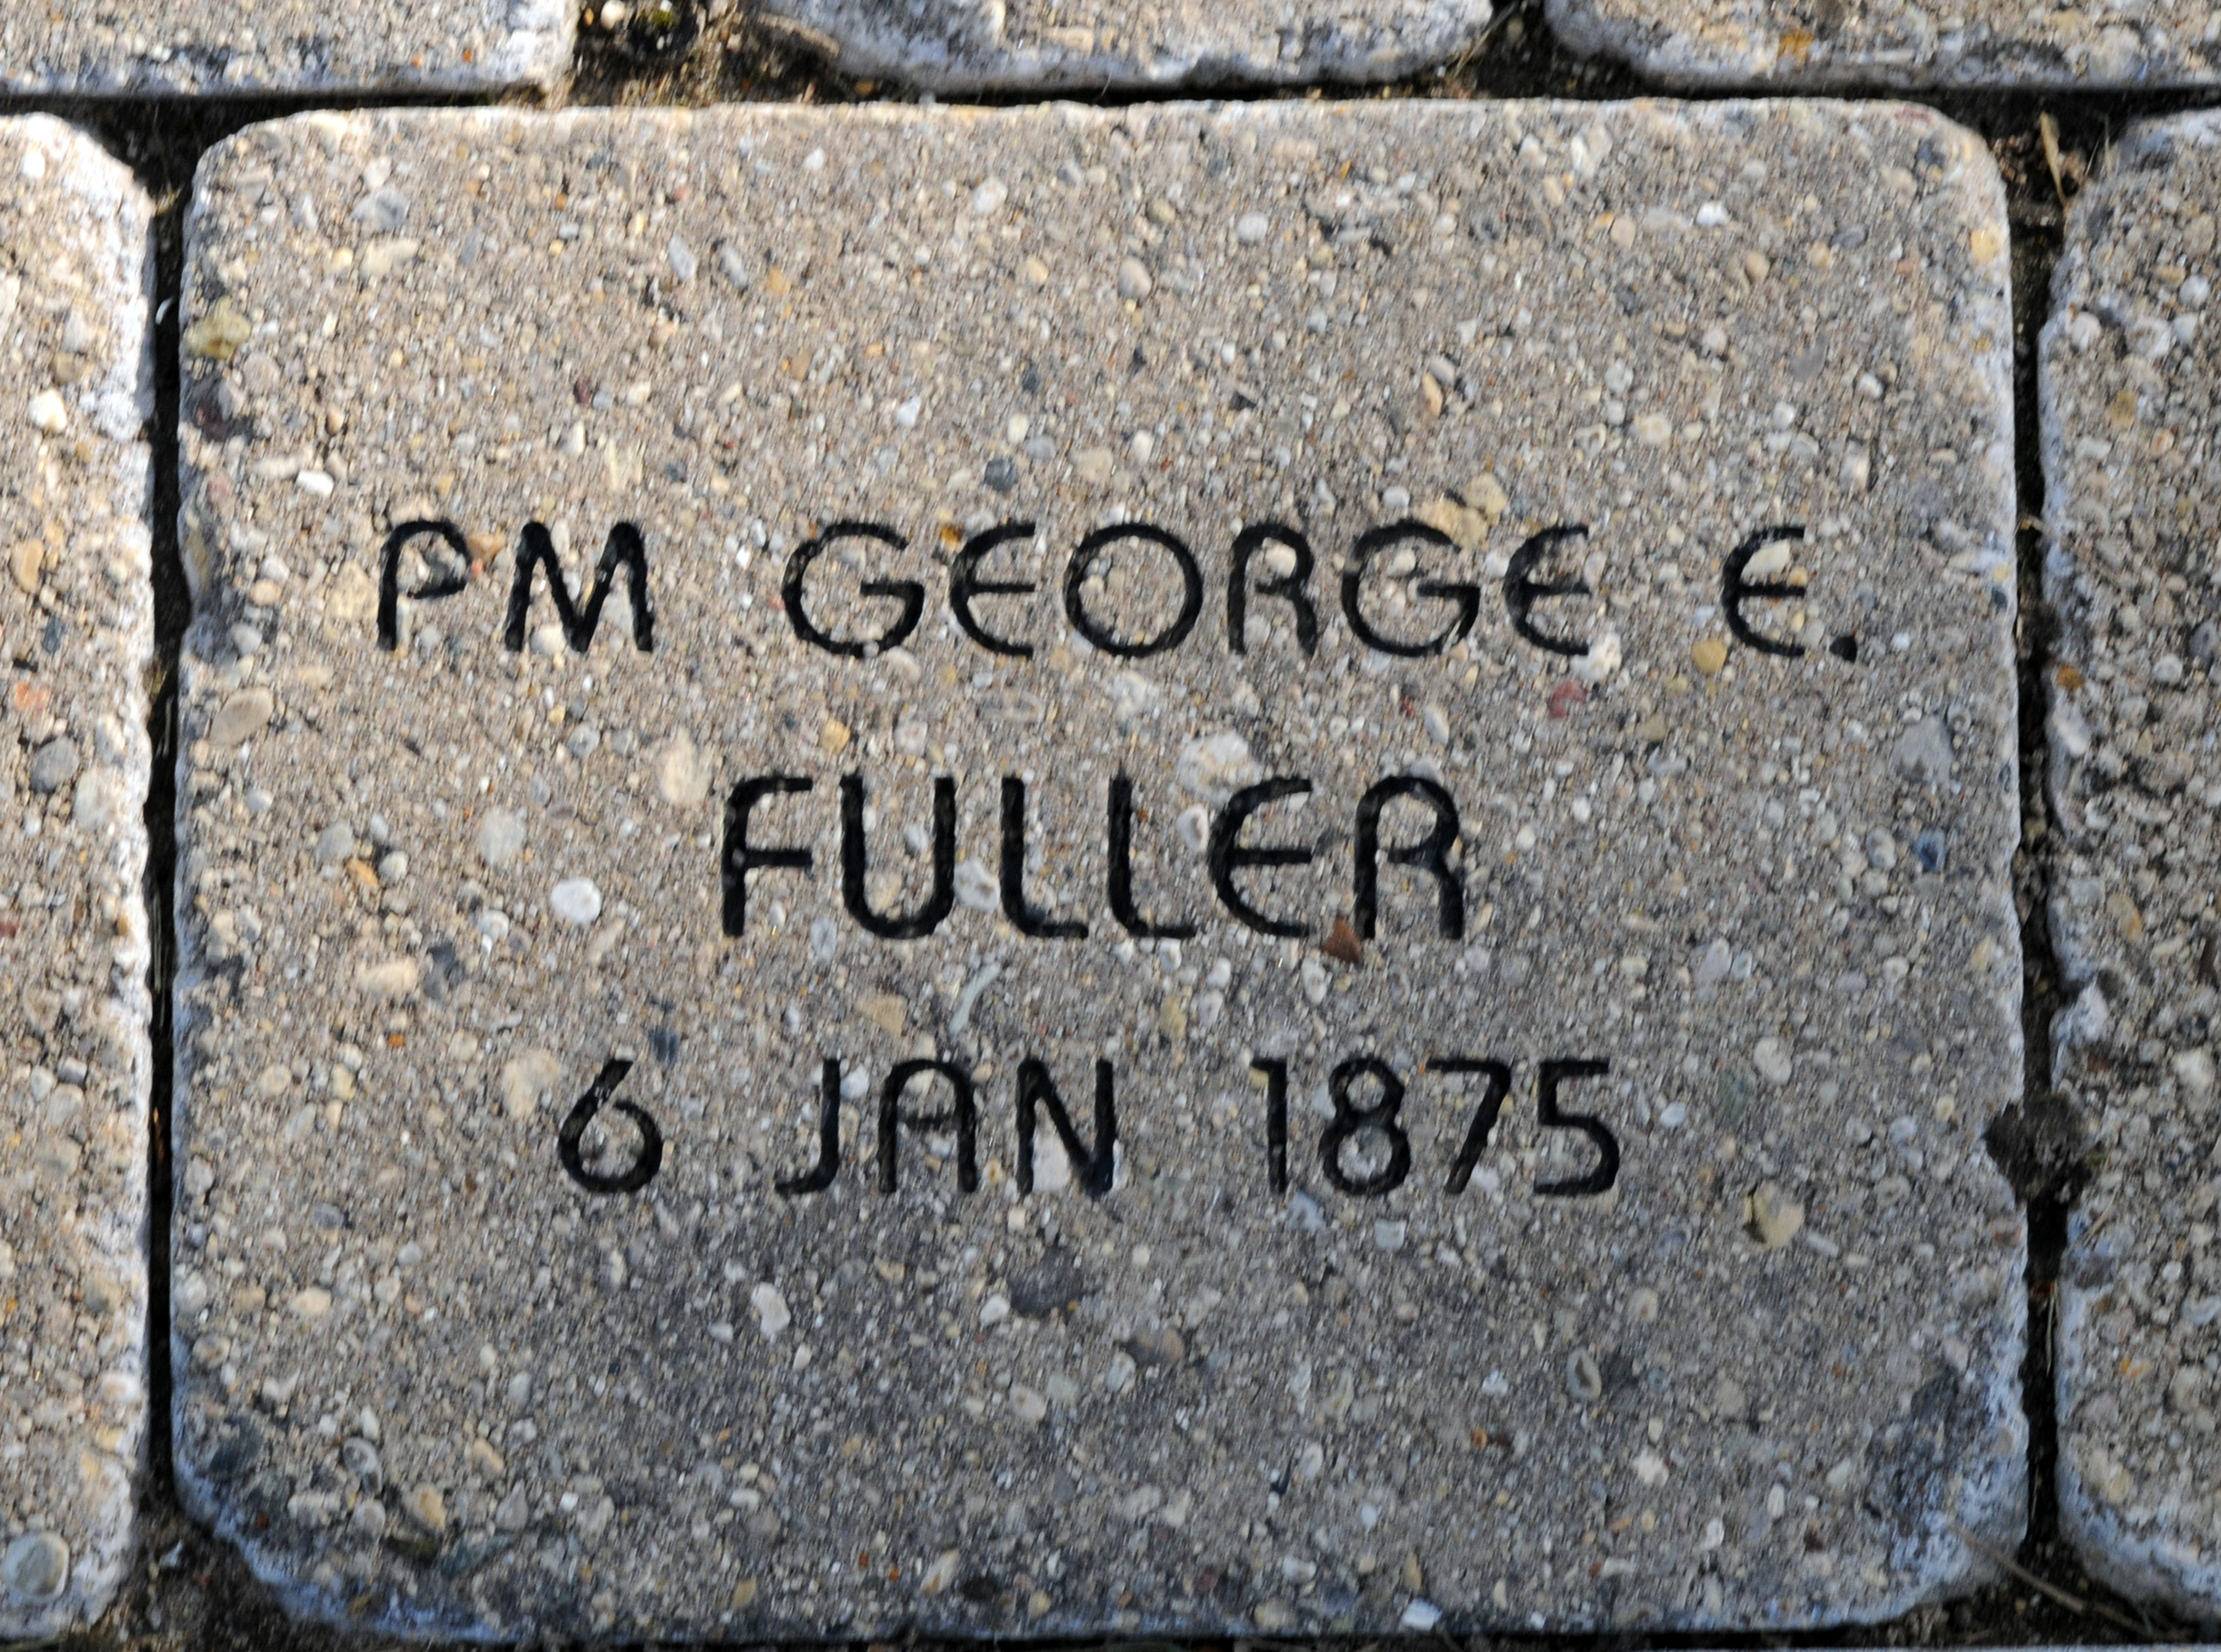 PM GEORGE E.
FULLER
6 JAN 1875